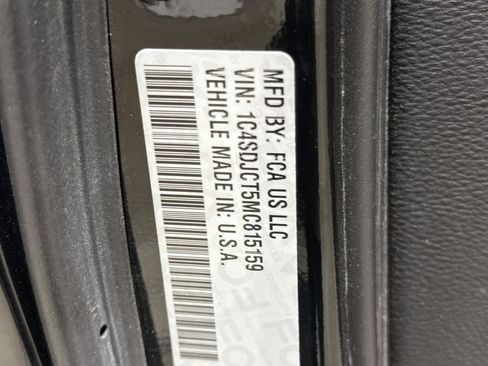 MFD BY: FCA US LLC
VIN: 1C4SDJCT5MC815159
VEHICLE MADE IN: U.S.A.